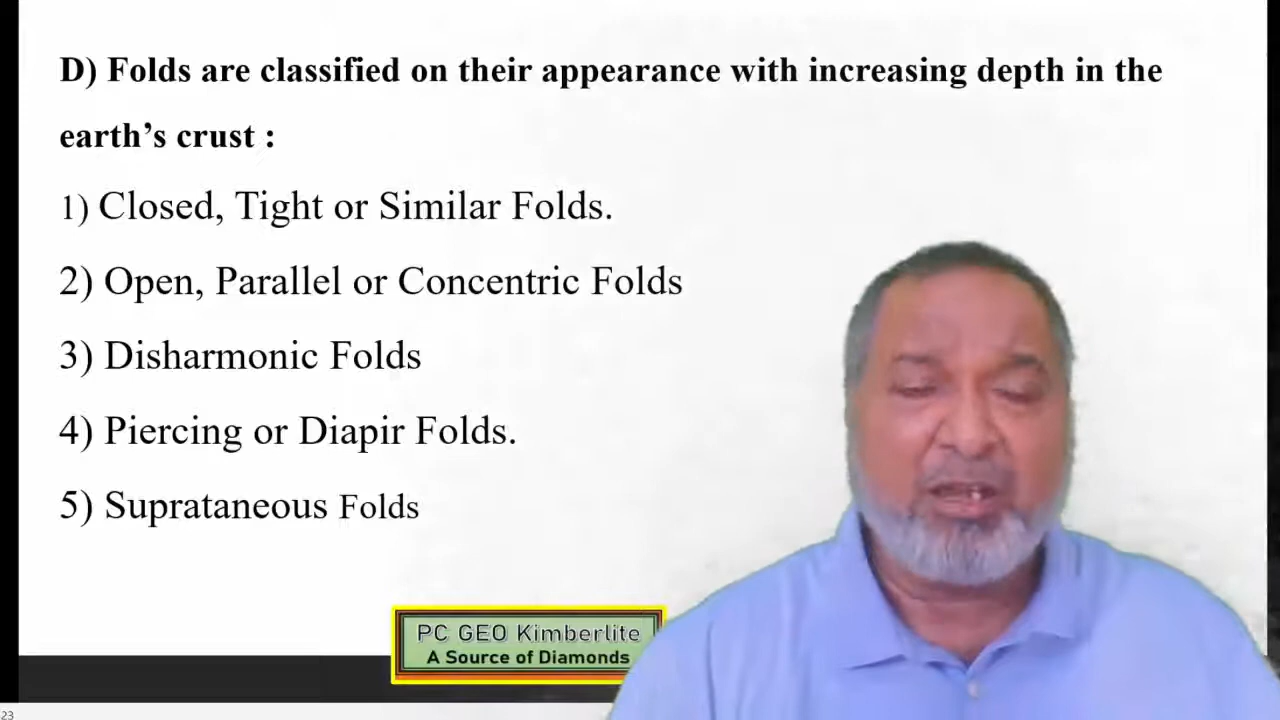 D) Folds are classified on their appearance with increasing depth in the
earth’s crust :
1) Closed, Tight or Similar Folds.
2) Open, Parallel or Concentric Folds
3) Disharmonic Folds
4) Piercing or Diapir Folds.
5) Suprataneous Folds
PC GEO Kimberlite
A Source of Diamonds
23